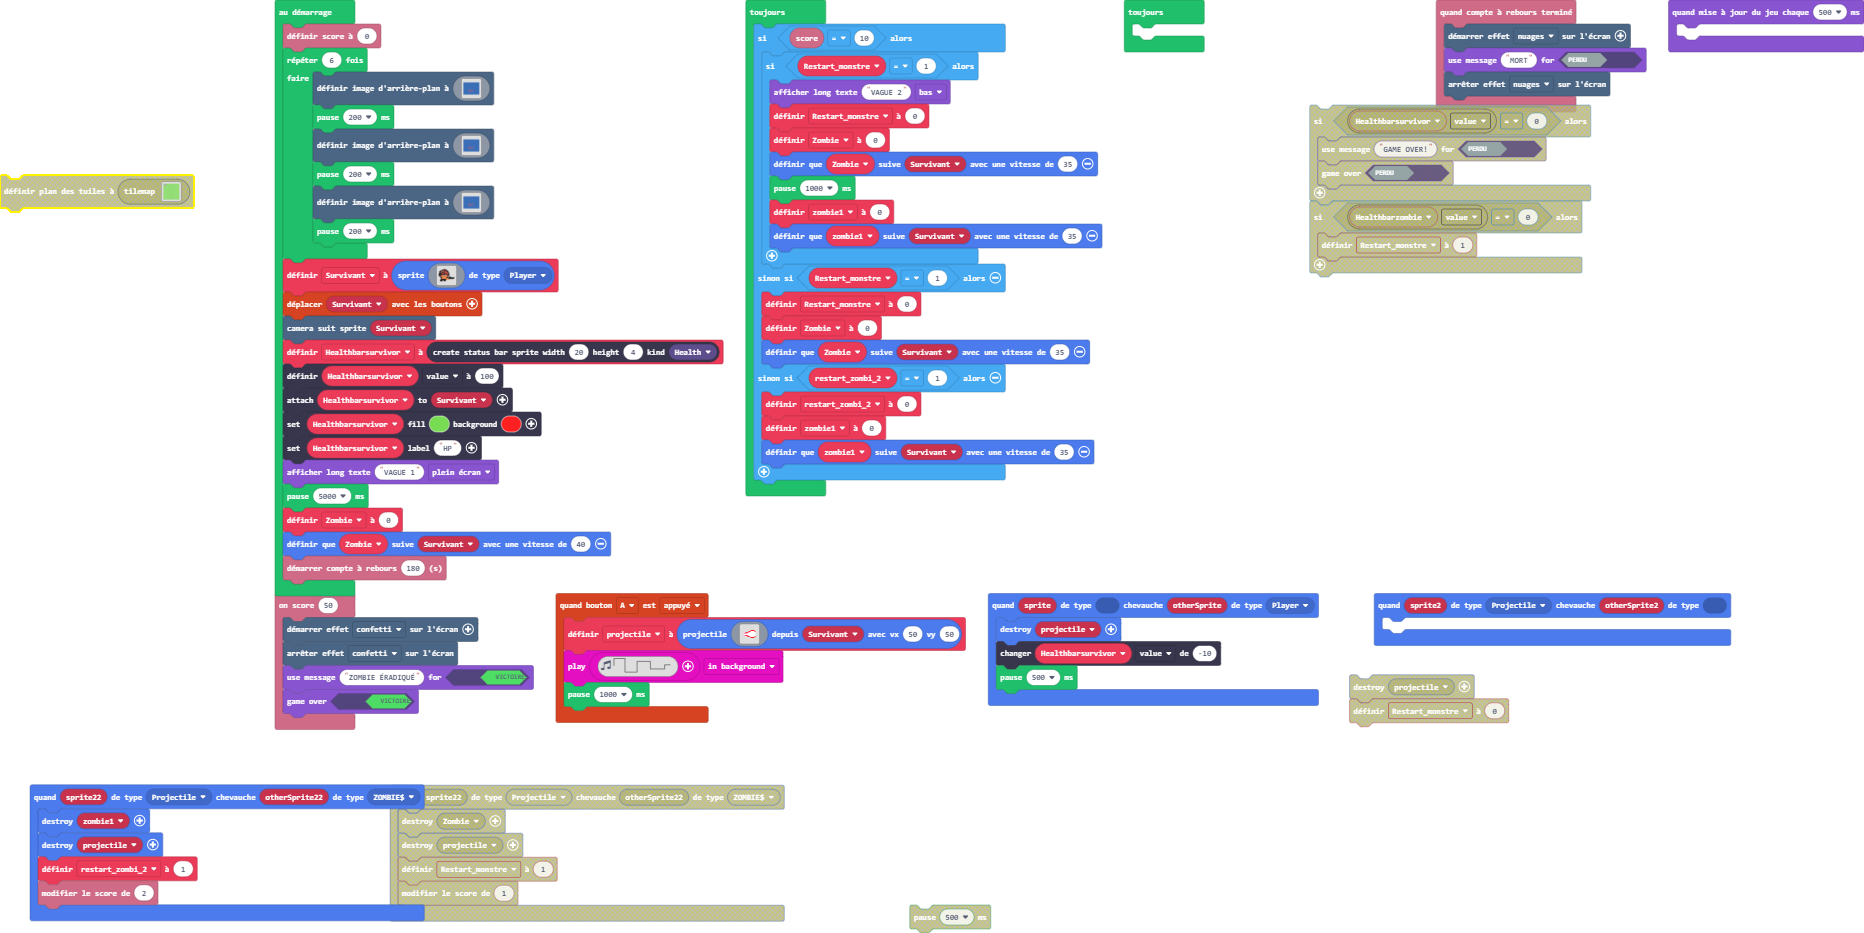 définir plan des tuiles à tilemap
au démarrage
définir score à 0
répéter 6 fois
faire
définir image d'arrière-plan à
pause 200 ms
définir image d'arrière-plan à
pause 200 ms
définir image d'arrière-plan à
pause 200 ms
définir Survivant à sprite de type Player
déplacer Survivant avec les boutons
camera suit sprite Survivant
définir Healthbarsurvivor à create status bar sprite width 20 height 4 kind Health
définir Healthbarsurvivor value à 100
attach Healthbarsurvivor to Survivant
set Healthbarsurvivor fill background
set Healthbarsurvivor label "HP"
afficher long texte "VAGUE 1" plein écran
pause 5000 ms
définir Zombie à 0
définir que Zombie suive Survivant avec une vitesse de 40
démarrer compte à rebours 180 (s)
on score 50
démarrer effet confetti sur l'écran
arrêter effet confetti sur l'écran
use message "ZOMBIE ÉRADIQUÉ" for VICTOIRE
game over VICTOIRE
toujours
si score = 10 alors
si Restart_monstre = 1 alors
afficher long texte "VAGUE 2" bas
définir Restart_monstre à 0
définir Zombie à 0
définir que Zombie suive Survivant avec une vitesse de 35
pause 1000 ms
définir zombie1 à 0
définir que zombie1 suive Survivant avec une vitesse de 35
sinon si Restart_monstre = 1 alors
définir Restart_monstre à 0
définir Zombie à 0
définir que Zombie suive Survivant avec une vitesse de 35
sinon si restart_zombi_2 = 1 alors
définir restart_zombi_2 à 0
définir zombie1 à 0
définir que zombie1 suive Survivant avec une vitesse de 35
toujours
quand compte à rebours terminé
démarrer effet nuages sur l'écran
use message "MORT" for PERDU
arrêter effet nuages sur l'écran
quand mise à jour du jeu chaque 500 ms
si Healthbarsurvivor value = 0 alors
use message "GAME OVER!" for PERDU
game over PERDU
si Healthbarzombie value = 0 alors
définir Restart_monstre à 1
quand bouton A est appuyé
définir projectile à projectile depuis Survivant avec vx 50 vy 50
play in background
pause 1000 ms
quand sprite de type chevauche otherSprite de type Player
destroy projectile
changer Healthbarsurvivor value de -10
pause 500 ms
quand sprite2 de type Projectile chevauche otherSprite2 de type
destroy projectile
définir Restart_monstre à 0
quand sprite22 de type Projectile chevauche otherSprite22 de type ZOMBIE$
destroy zombie1
destroy projectile
définir restart_zombi_2 à 1
modifier le score de 2
sprite22 de type Projectile chevauche otherSprite22 de type ZOMBIE$
destroy Zombie
destroy projectile
définir Restart_monstre à 1
modifier le score de 1
pause 500 ms